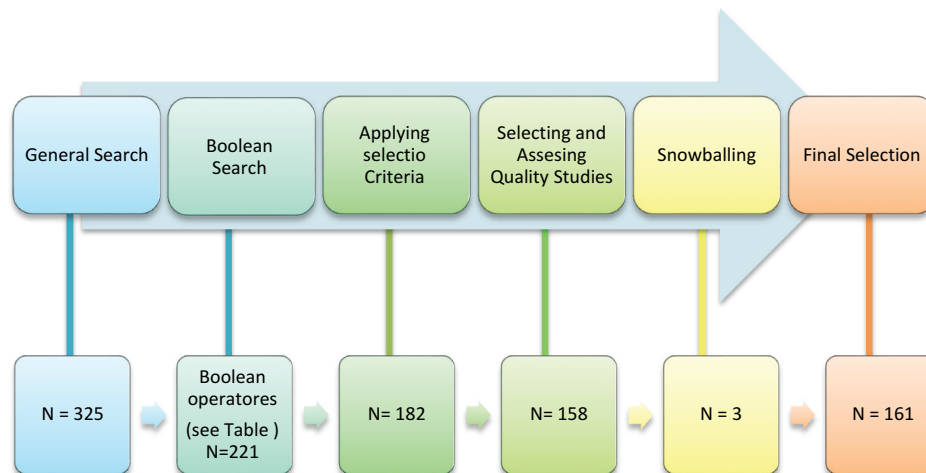 General Search
Boolean
Search
Applying
selectio
Criteria
Selecting and
Assesing
Quality Studies
Snowballing
Final Selection
N = 325
Boolean
operatores
(see Table )
N=221
N= 182
N= 158
N = 3
N = 161